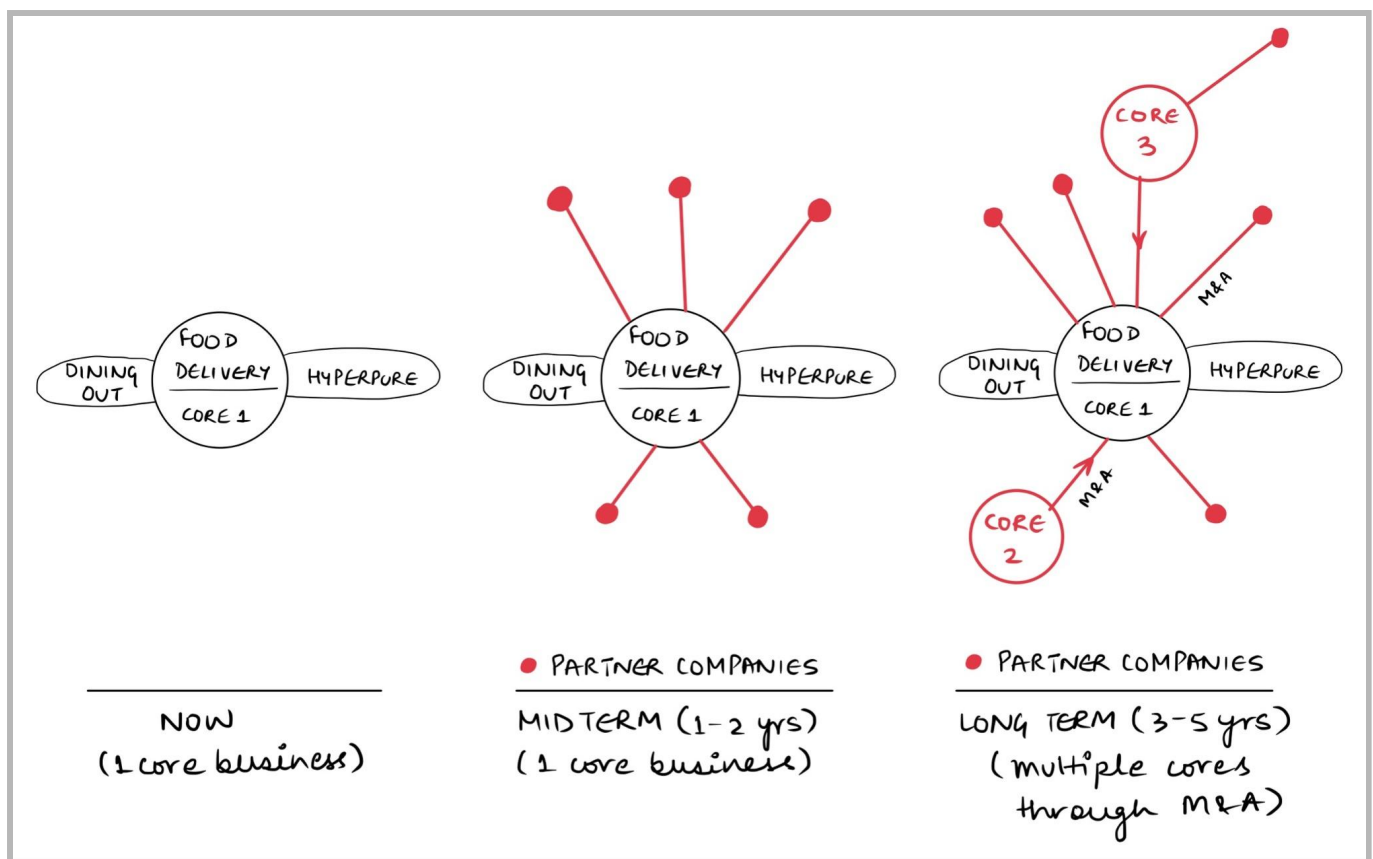 DINING
OUT
FOOD
DELIVERY
CORE 1
HYPERPURE
NOW
(1 core business)
DINING
OUT
FOOD
DELIVERY
CORE 1
HYPERPURE
PARTNER COMPANIES
MID TERM (1-2 yrs)
(1 core business)
CORE
3
M&A
DINING
OUT
FOOD
DELIVERY
CORE 1
HYPERPURE
M&A
CORE
2
PARTNER COMPANIES
LONG TERM (3-5 yrs)
(multiple cores
through M&A)